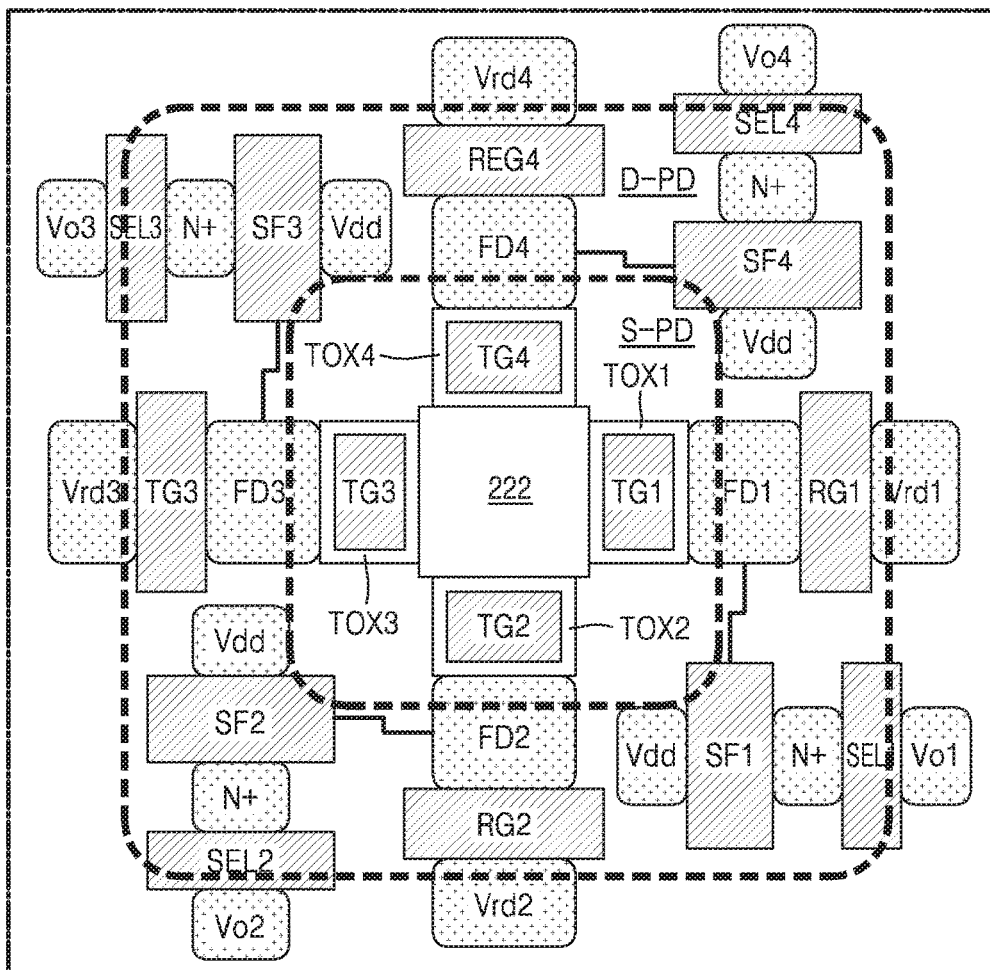 Vrd4
Vo4
REG4
SEL4
D-PD
N+
Vo3
SEL3
N+
SF3
Vdd
FD4
SF4
S-PD
Vdd
TOX4
TG4
TOX1
Vrd3
TG3
FD3
TG3
222
TG1
FD1
RG1
Vrd1
TOX3
TG2
TOX2
Vdd
SF2
FD2
Vdd
SF1
N+
SEL
Vo1
N+
RG2
SEL2
Vo2
Vrd2